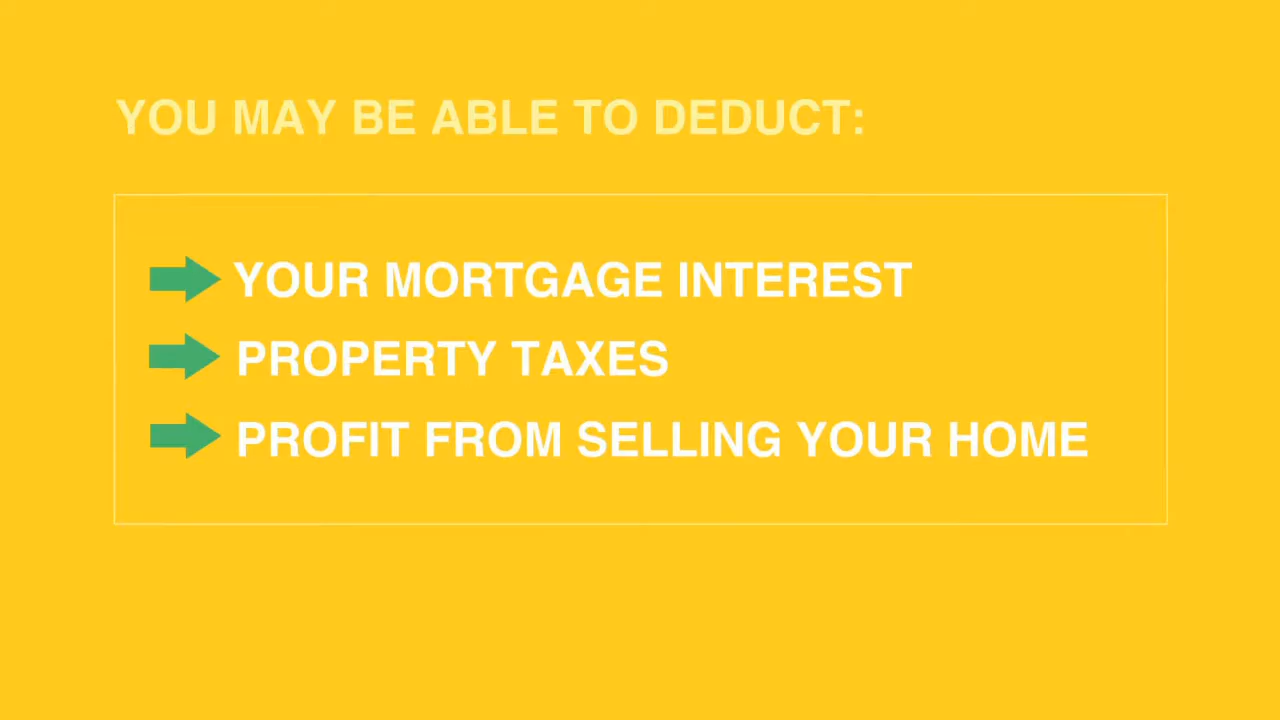 YOU MAY BE ABLE TO DEDUCT:
YOUR MORTGAGE INTEREST
PROPERTY TAXES
PROFIT FROM SELLING YOUR HOME